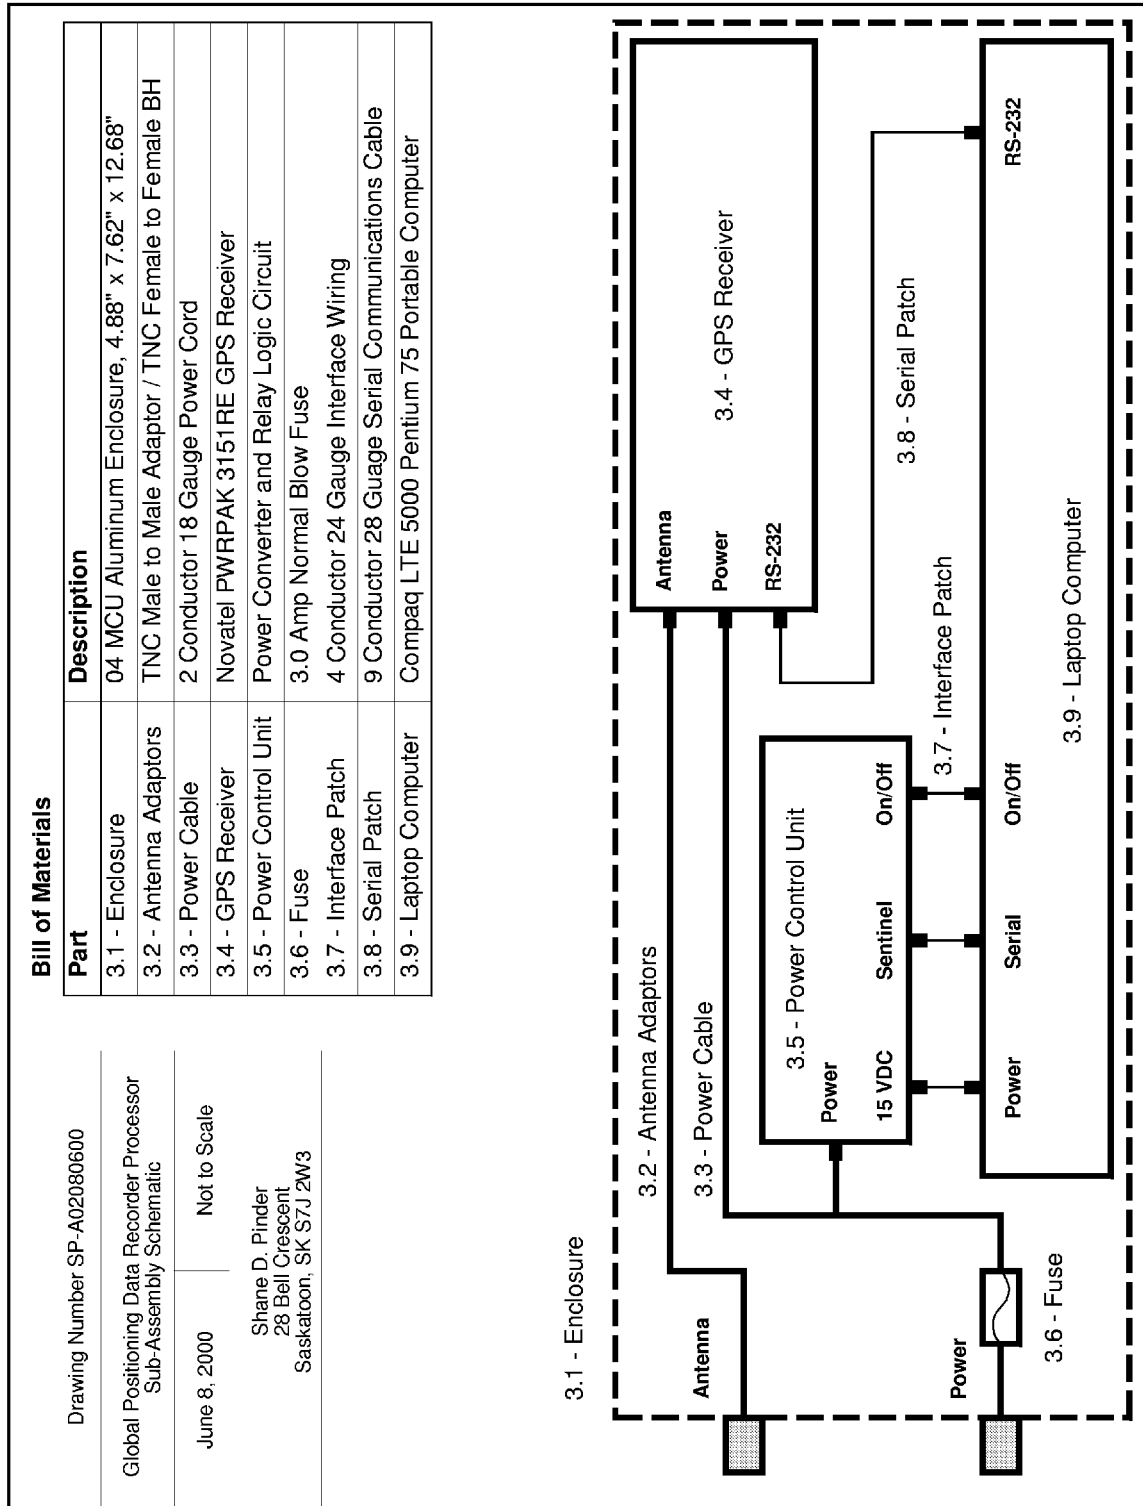 Drawing Number SP-A02080600
Global Positioning Data Recorder Processor
Sub-Assembly Schematic
June 8, 2000
Not to Scale
Shane D. Pinder
28 Bell Crescent
Saskatoon, SK S7J 2W3
Bill of Materials
Part Description
3.1 - Enclosure 04 MCU Aluminum Enclosure, 4.88" x 7.62" x 12.68"
3.2 - Antenna Adaptors TNC Male to Male Adaptor / TNC Female to Female BH
3.3 - Power Cable 2 Conductor 18 Gauge Power Cord
3.4 - GPS Receiver Novatel PWRPAK 3151RE GPS Receiver
3.5 - Power Control Unit Power Converter and Relay Logic Circuit
3.6 - Fuse 3.0 Amp Normal Blow Fuse
3.7 - Interface Patch 4 Conductor 24 Gauge Interface Wiring
3.8 - Serial Patch 9 Conductor 28 Guage Serial Communications Cable
3.9 - Laptop Computer Compaq LTE 5000 Pentium 75 Portable Computer
3.1 - Enclosure
3.2 - Antenna Adaptors
Antenna
3.3 - Power Cable
Antenna
Power
RS-232
3.4 - GPS Receiver
3.5 - Power Control Unit
Power
15 VDC
Sentinel
On/Off
3.8 - Serial Patch
3.7 - Interface Patch
Power
3.6 - Fuse
Power
Serial
On/Off
RS-232
3.9 - Laptop Computer